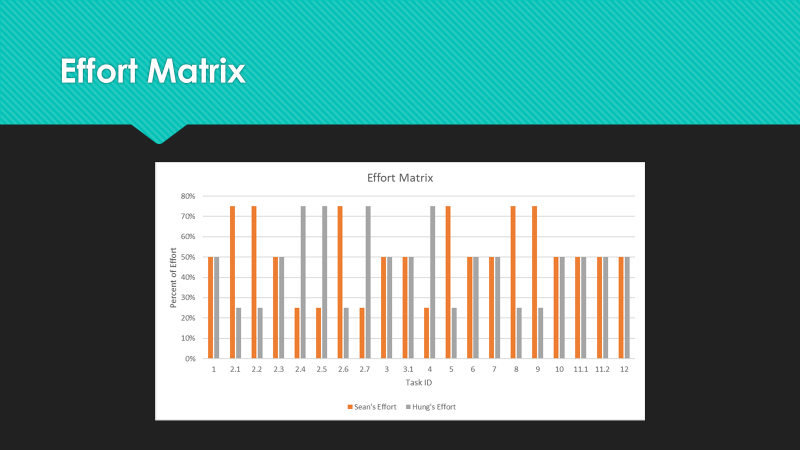 Effort Matrix
Effort Matrix
80%
70%
60%
50%
40%
30%
20%
10%
0%
Percent of Effort
1 2.1 2.2 2.3 2.4 2.5 2.6 2.7 3 3.1 4 5 6 7 8 9 10 11.1 11.2 12
Task ID
Sean's Effort Hung's Effort